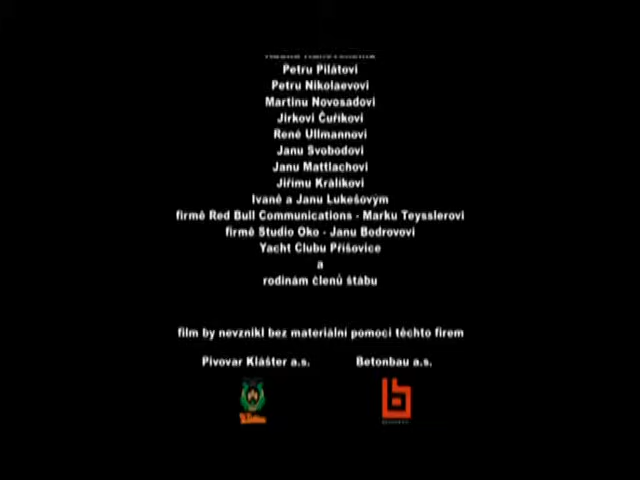 Petru Pilátovi
Petru Nikolaevovi
Martinu Novosadovi
Jirkovi Čuříkovi
René Ullmannovi
Janu Svobodovi
Janu Mattlachovi
Jiřímu Králíkovi
Ivaně a Janu Lukešovým
firmě Red Bull Communications - Marku Teysslerovi
firmě Studio Oko - Janu Bodrovovi
Yacht Clubu Příšovice
a
rodinám členů štábu
film by nevznikl bez materiální pomoci těchto firem
Pivovar Klášter a.s. Betonbau a.s.